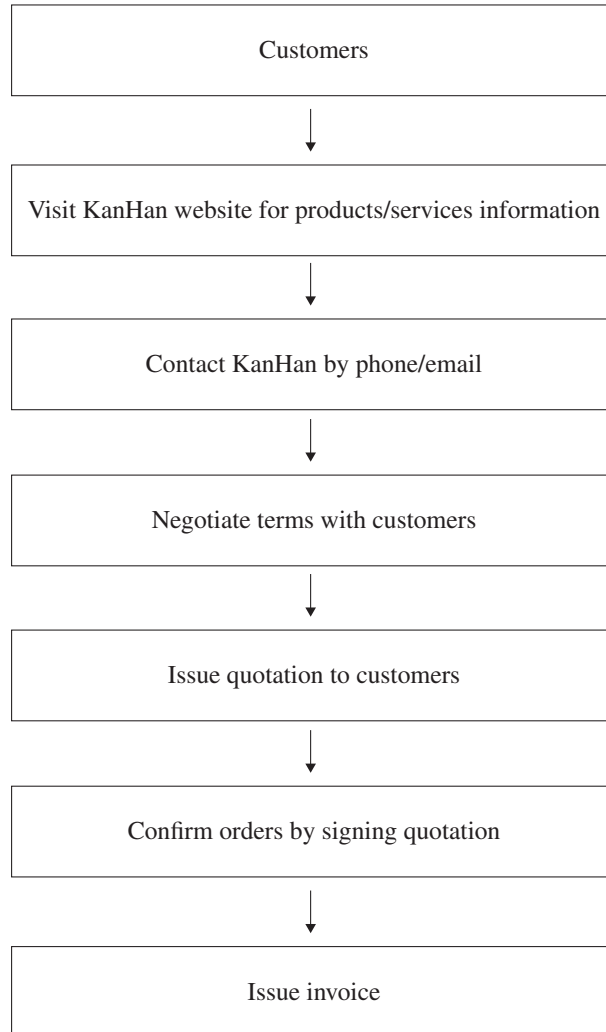 Customers
Visit KanHan website for products/services information
Contact KanHan by phone/email
Negotiate terms with customers
Issue quotation to customers
Confirm orders by signing quotation
Issue invoice